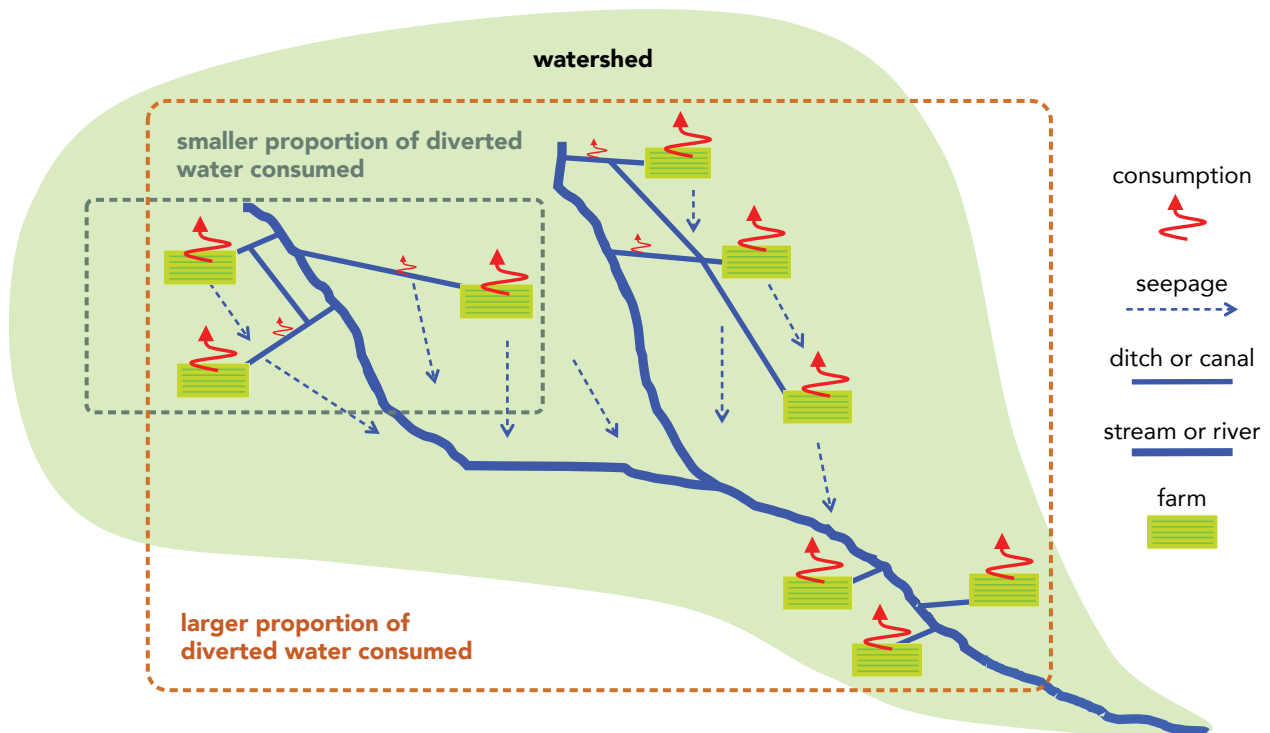 watershed
smaller proportion of diverted
water consumed
larger proportion of
diverted water consumed
consumption
seepage
ditch or canal
stream or river
farm